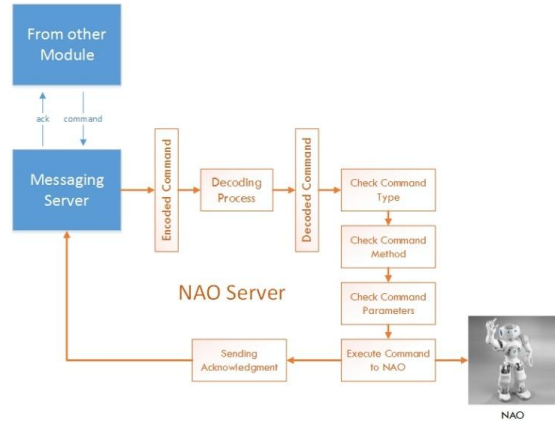 From other
Module
ack
command
Messaging
Server
Encoded Command
Decoding
Process
Decoded Command
Check Command
Type
Check Command
Method
Check Command
Parameters
NAO Server
Sending
Acknowledgment
Execute Command
to NAO
NAO